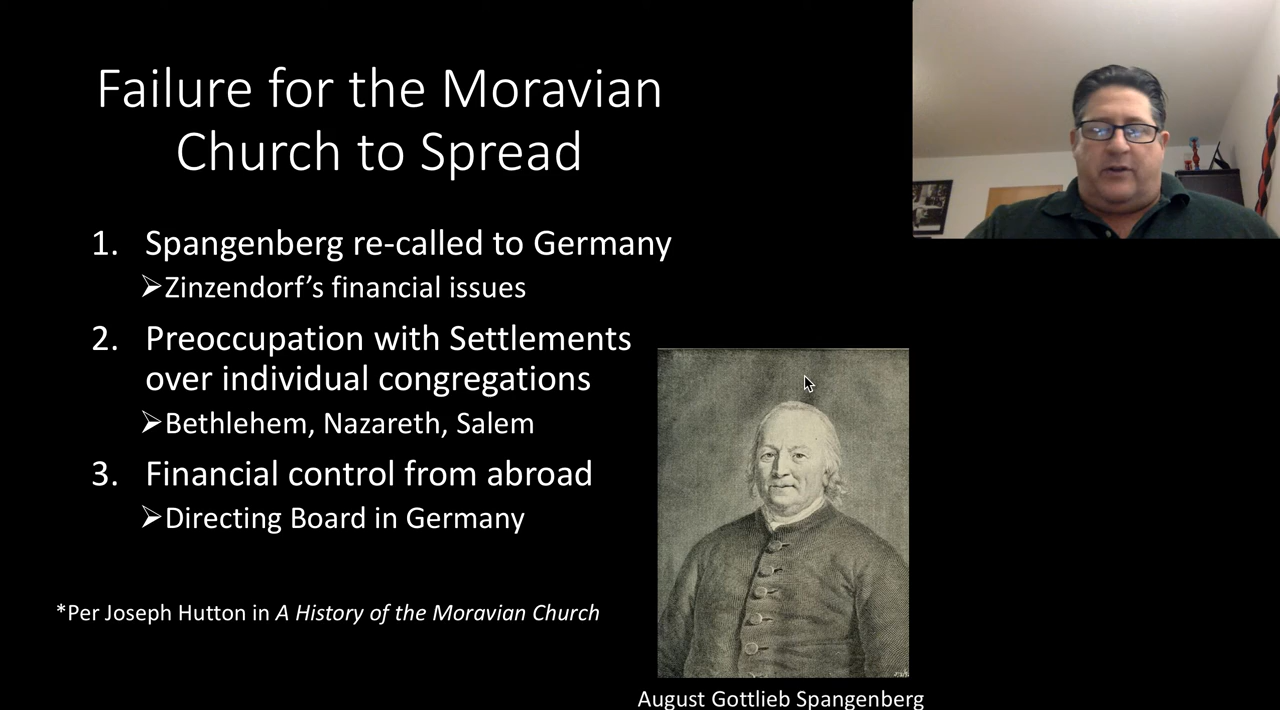 Failure for the Moravian
Church to Spread
1. Spangenberg re-called to Germany
➢Zinzendorf’s financial issues
2. Preoccupation with Settlements
over individual congregations
➢Bethlehem, Nazareth, Salem
3. Financial control from abroad
➢Directing Board in Germany
*Per Joseph Hutton in A History of the Moravian Church
August Gottlieb Spangenberg